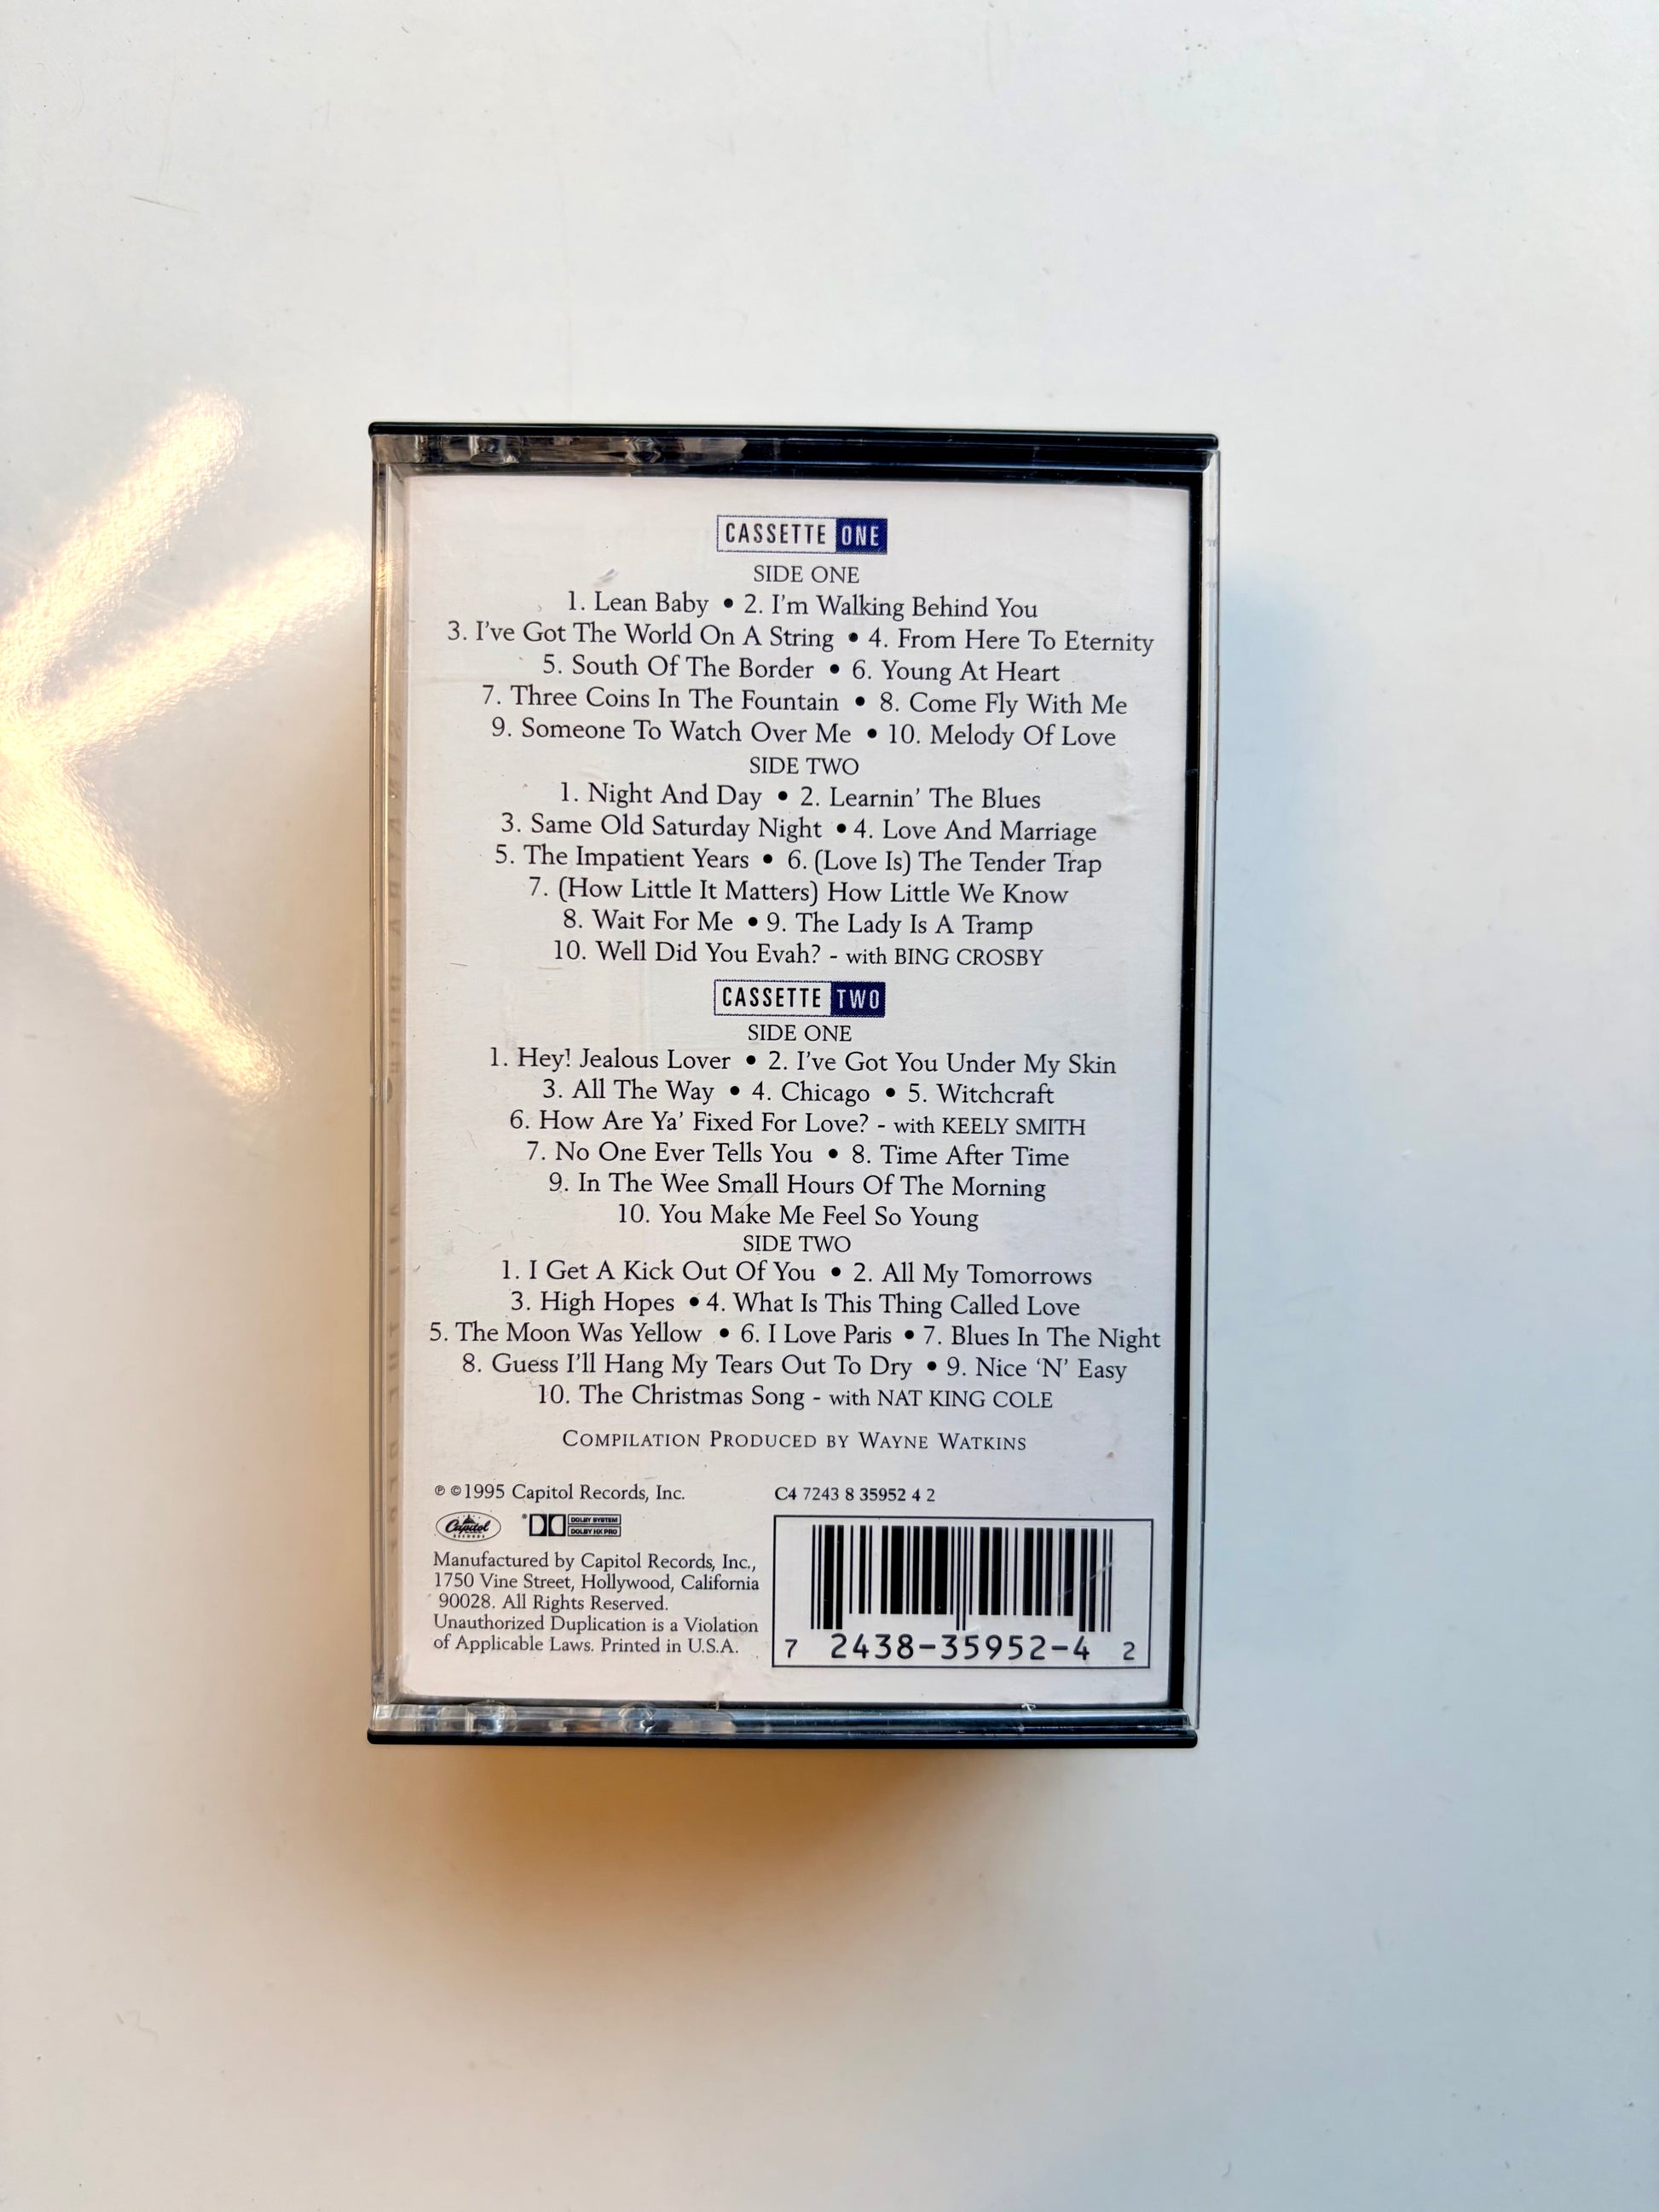 CASSETTE ONE
SIDE ONE
1. Lean Baby • 2. I'm Walking Behind You
3. I've Got The World On A String • 4. From Here To Eternity
5. South Of The Border • 6. Young At Heart
7. Three Coins In The Fountain • 8. Come Fly With Me
9. Someone To Watch Over Me • 10. Melody Of Love
SIDE TWO
1. Night And Day • 2. Learnin' The Blues
3. Same Old Saturday Night • 4. Love And Marriage
5. The Impatient Years • 6. (Love Is) The Tender Trap
7. (How Little It Matters) How Little We Know
8. Wait For Me • 9. The Lady Is A Tramp
10. Well Did You Evah? - with BING CROSBY
CASSETTE TWO
SIDE ONE
1. Hey! Jealous Lover • 2. I've Got You Under My Skin
3. All The Way • 4. Chicago • 5. Witchcraft
6. How Are Ya' Fixed For Love? - with KEELY SMITH
7. No One Ever Tells You • 8. Time After Time
9. In The Wee Small Hours Of The Morning
10. You Make Me Feel So Young
SIDE TWO
1. I Get A Kick Out Of You • 2. All My Tomorrows
3. High Hopes • 4. What Is This Thing Called Love
5. The Moon Was Yellow • 6. I Love Paris • 7. Blues In The Night
8. Guess I'll Hang My Tears Out To Dry • 9. Nice 'N' Easy
10. The Christmas Song - with NAT KING COLE
COMPILATION PRODUCED BY WAYNE WATKINS
℗ ©1995 Capitol Records, Inc.
C4 7243 8 35952 4 2
Capitol RECORDS
DOLBY SYSTEM
DOLBY HX PRO
Manufactured by Capitol Records, Inc.,
1750 Vine Street, Hollywood, California
90028. All Rights Reserved.
Unauthorized Duplication is a Violation
of Applicable Laws. Printed in U.S.A.
7 2438-35952-4 2